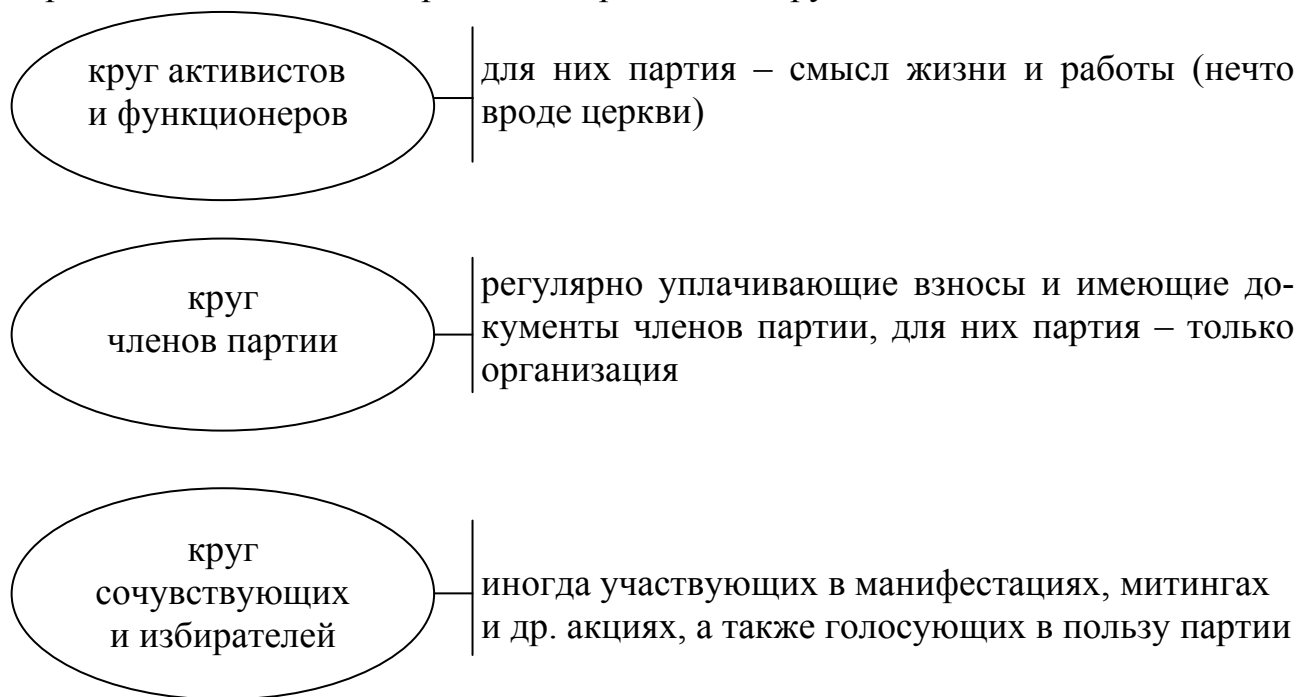 круг активистов
и функционеров
для них партия – смысл жизни и работы (нечто
вроде церкви)
круг
членов партии
регулярно уплачивающие взносы и имеющие до-
кументы членов партии, для них партия – только
организация
круг
сочувствующих
и избирателей
иногда участвующих в манифестациях, митингах
и др. акциях, а также голосующих в пользу партии